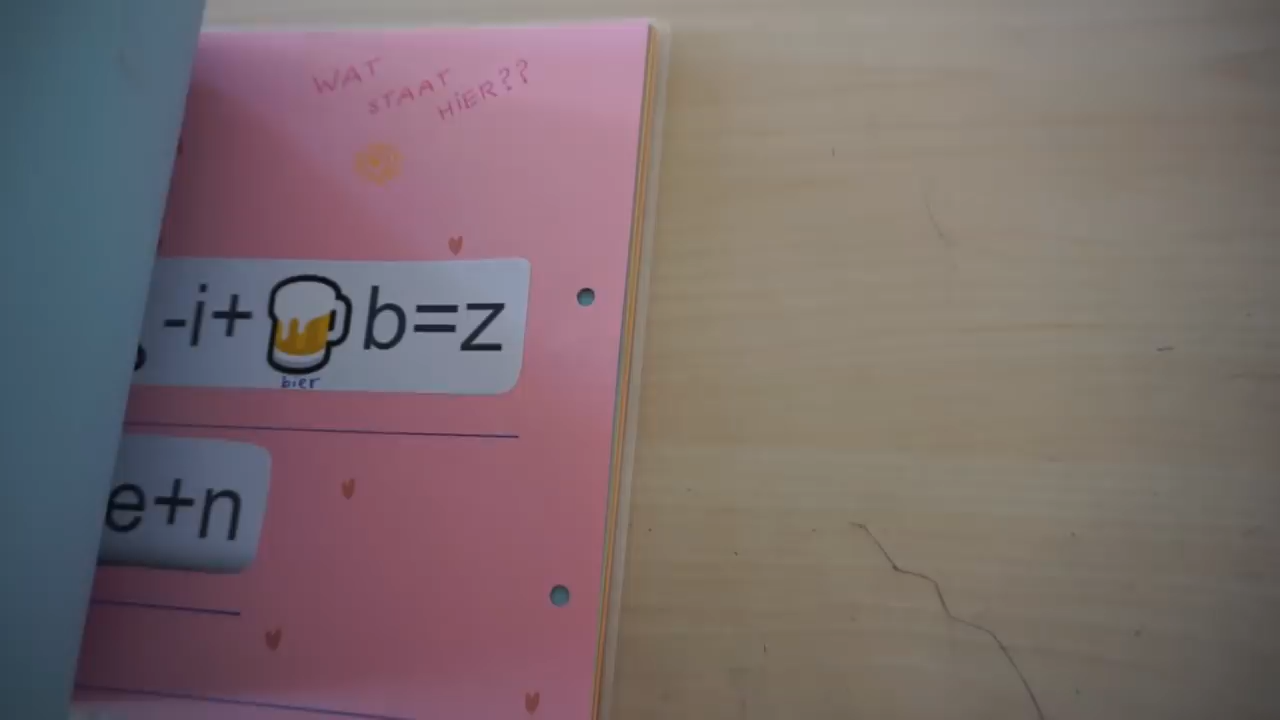 WAT
STAAT
HIER??
-i+ b=z
bier
e+n